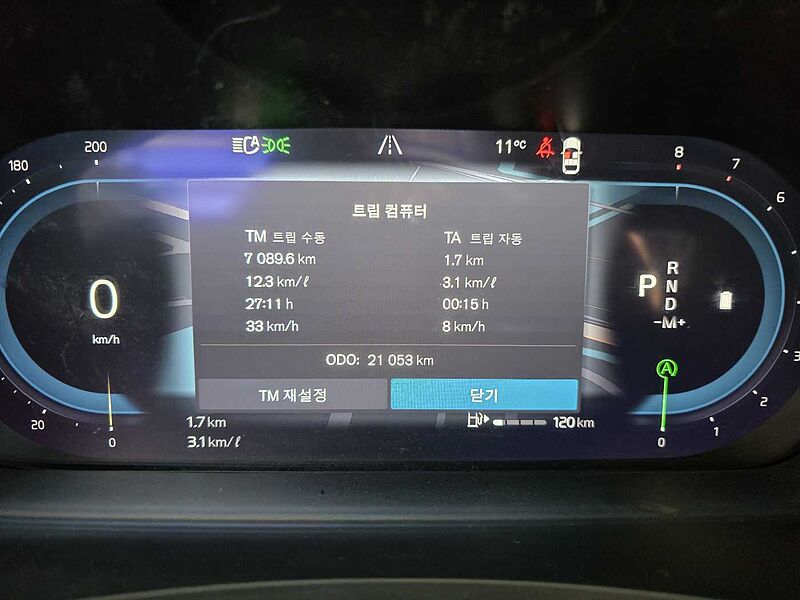 200
180
11°C
8
7
6
트립 컴퓨터
TM 트립 수동
TA 트립 자동
7 089.6 km
1.7 km
12.3 km/ℓ
3.1 km/ℓ
27:11 h
00:15 h
33 km/h
8 km/h
ODO: 21 053 km
TM 재설정
닫기
0
km/h
P
R
N
D
-M+
A
3
2
1
0
20
0
1.7 km
3.1 km/ℓ
120 km